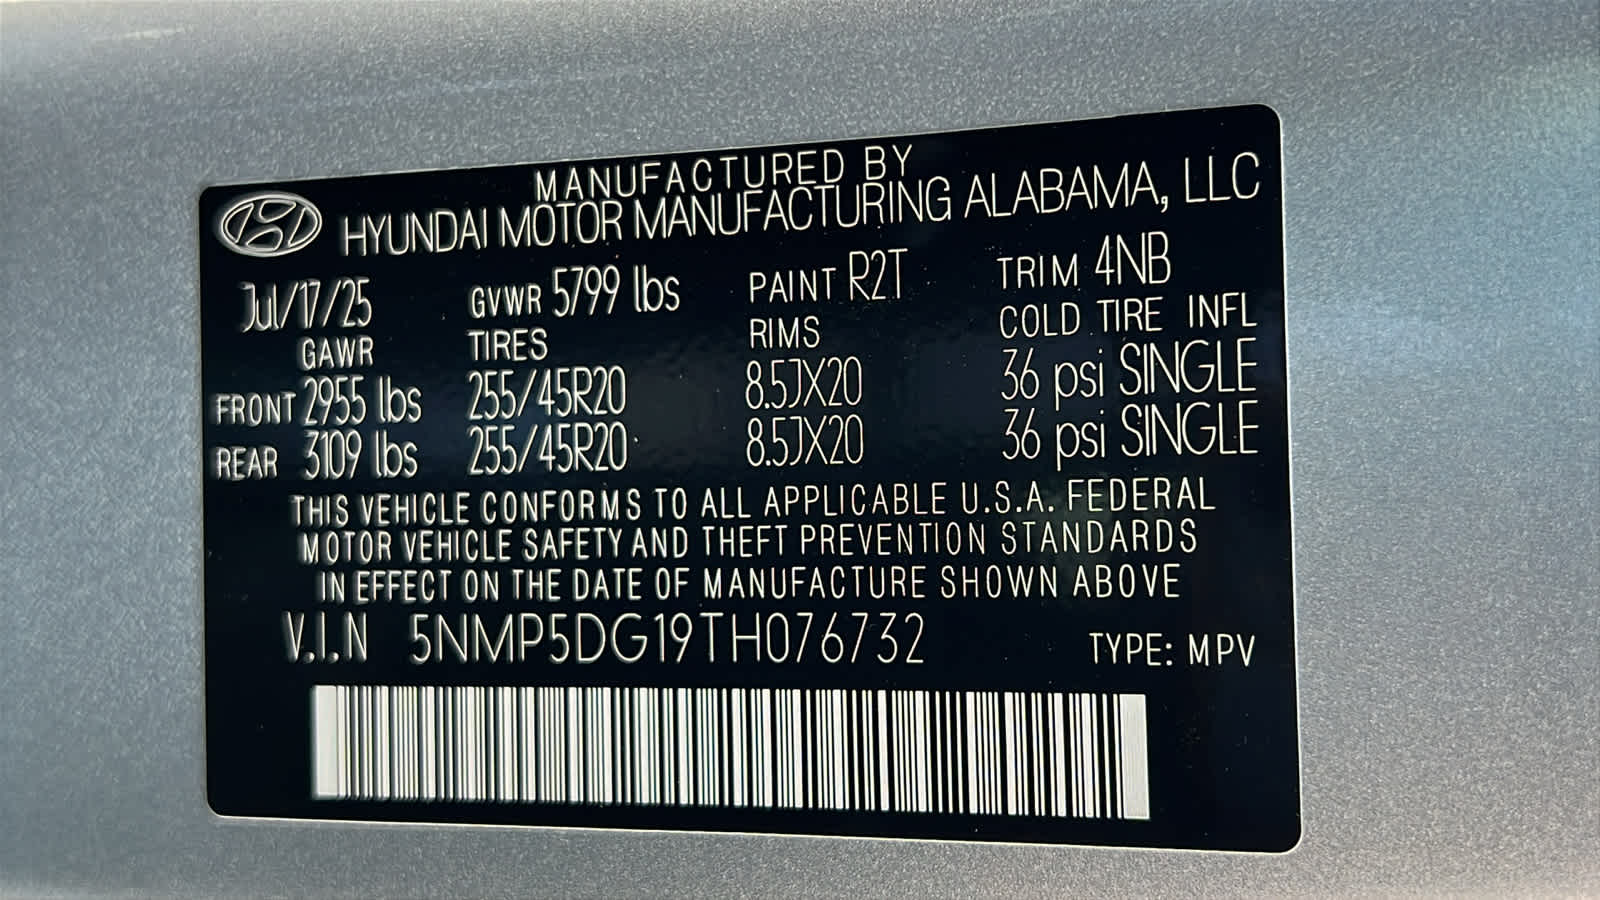 MANUFACTURED BY
HYUNDAI MOTOR MANUFACTURING ALABAMA, LLC
Jul/17/25 GVWR 5799 lbs PAINT R2T TRIM 4NB
GAWR TIRES RIMS COLD TIRE INFL
FRONT 2955 lbs 255/45R20 8.5JX20 36 psi SINGLE
REAR 3109 lbs 255/45R20 8.5JX20 36 psi SINGLE
THIS VEHICLE CONFORMS TO ALL APPLICABLE U.S.A. FEDERAL
MOTOR VEHICLE SAFETY AND THEFT PREVENTION STANDARDS
IN EFFECT ON THE DATE OF MANUFACTURE SHOWN ABOVE
V.I.N 5NMP5DG19TH076732 TYPE: MPV